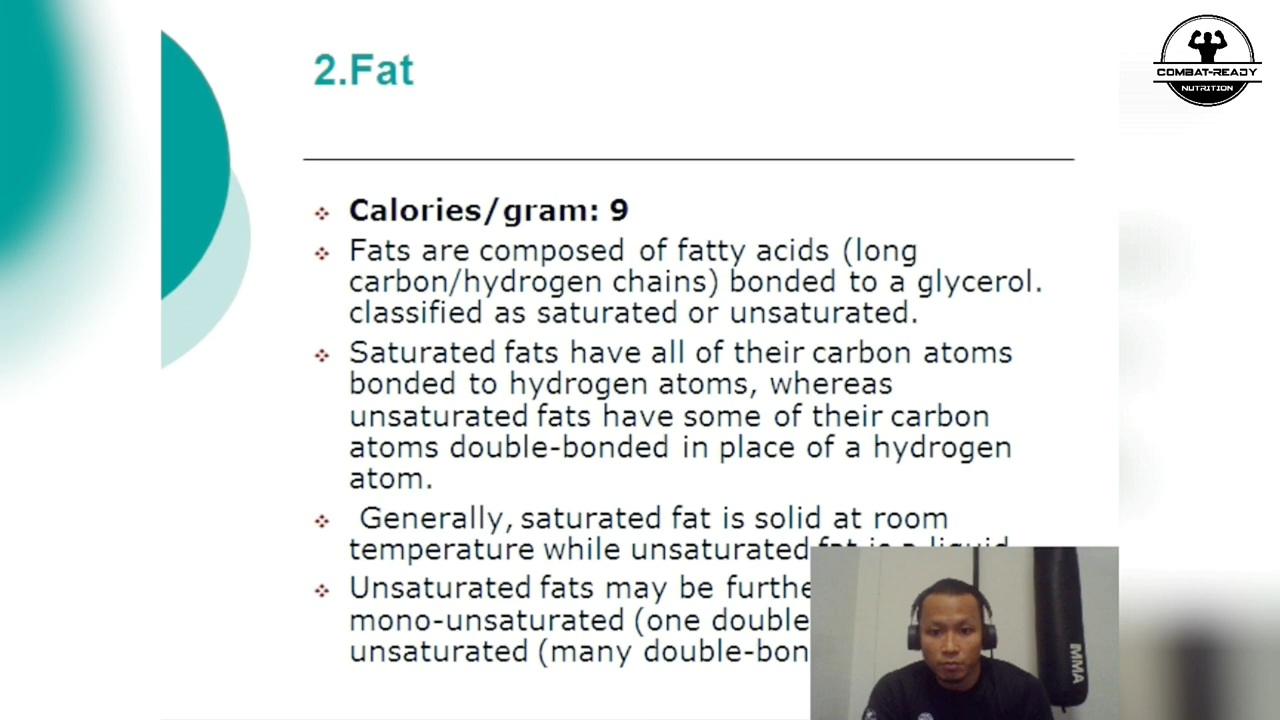 2.Fat
COMBAT-READY
NUTRITION
Calories/gram: 9
Fats are composed of fatty acids (long
carbon/hydrogen chains) bonded to a glycerol.
classified as saturated or unsaturated.
Saturated fats have all of their carbon atoms
bonded to hydrogen atoms, whereas
unsaturated fats have some of their carbon
atoms double-bonded in place of a hydrogen
atom.
Generally, saturated fat is solid at room
temperature while unsaturated fat is a liquid
Unsaturated fats may be furthe
mono-unsaturated (one double
unsaturated (many double-bon
MMA